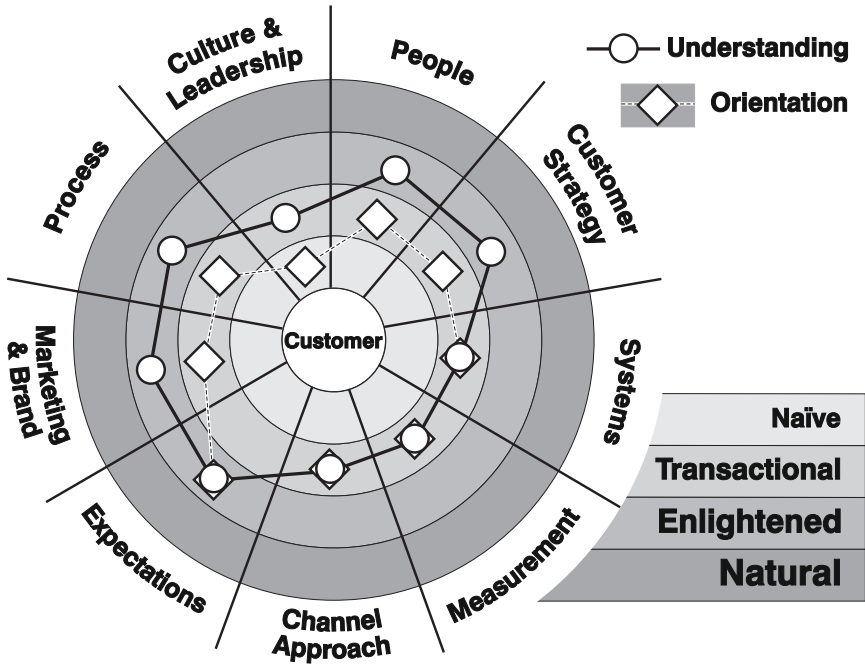 Culture &
Leadership
People
Understanding
Orientation
Customer
Strategy
Process
Customer
Marketing
& Brand
Systems
Naïve
Transactional
Enlightened
Natural
Expectations
Measurement
Channel
Approach